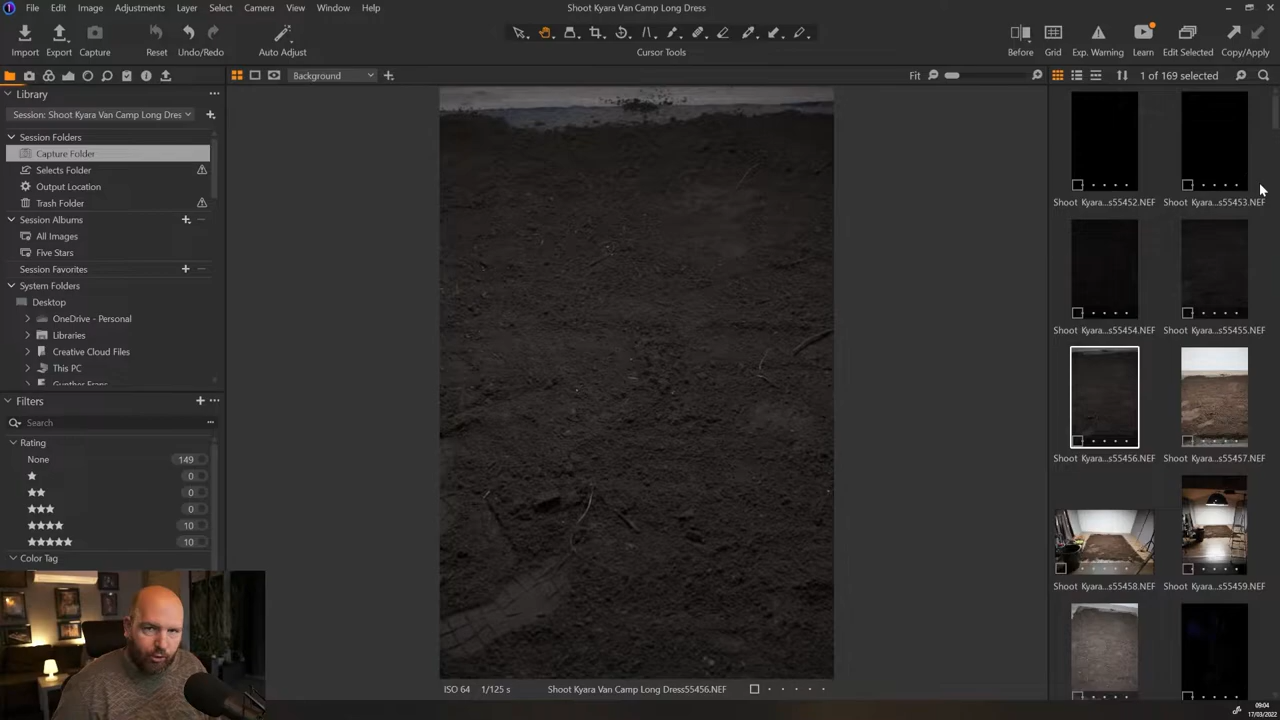 File Edit Image Adjustments Layer Select Camera View Window Help
Shoot Kyara Van Camp Long Dress
Import Export Capture Reset Undo/Redo Auto Adjust
Cursor Tools
Before Grid Exp. Warning Learn Edit Selected Copy/Apply
Background
Fit
1 of 169 selected
Library
Session: Shoot Kyara Van Camp Long Dres
Session Folders
Capture Folder
Selects Folder
Output Location
Trash Folder
Session Albums
All Images
Five Stars
Session Favorites
System Folders
Desktop
OneDrive - Personal
Libraries
Creative Cloud Files
This PC
Gunther Frans
Filters
Search
Rating
None 149
0
0
0
10
10
Color Tag
Shoot Kyara...s55452.NEF Shoot Kyara...s55453.NEF
Shoot Kyara...s55454.NEF Shoot Kyara...s55455.NEF
Shoot Kyara...s55456.NEF Shoot Kyara...s55457.NEF
Shoot Kyara...s55458.NEF Shoot Kyara...s55459.NEF
ISO 64 1/125 s Shoot Kyara Van Camp Long Dress55456.NEF
09:04
17/03/2022